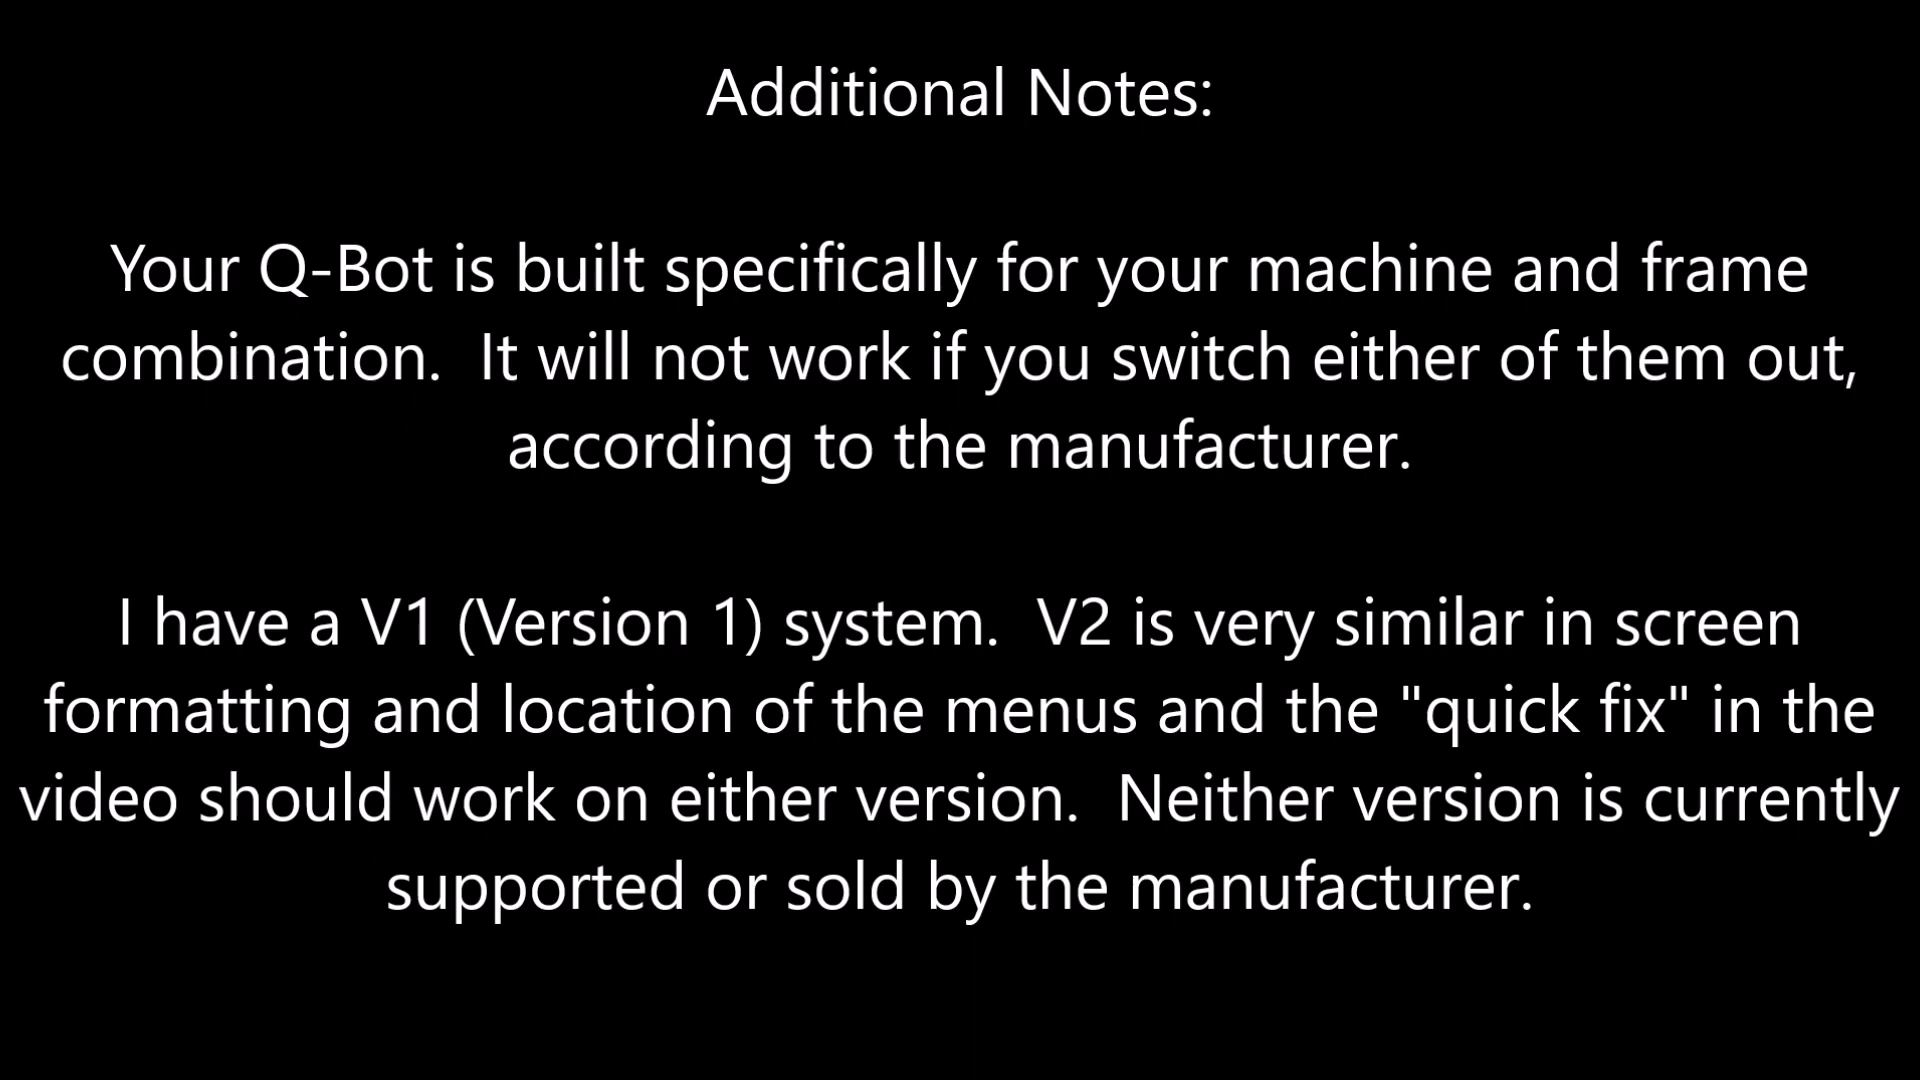 Additional Notes:
Your Q-Bot is built specifically for your machine and frame
combination.  It will not work if you switch either of them out,
according to the manufacturer.
I have a V1 (Version 1) system.  V2 is very similar in screen
formatting and location of the menus and the "quick fix" in the
video should work on either version.  Neither version is currently
supported or sold by the manufacturer.